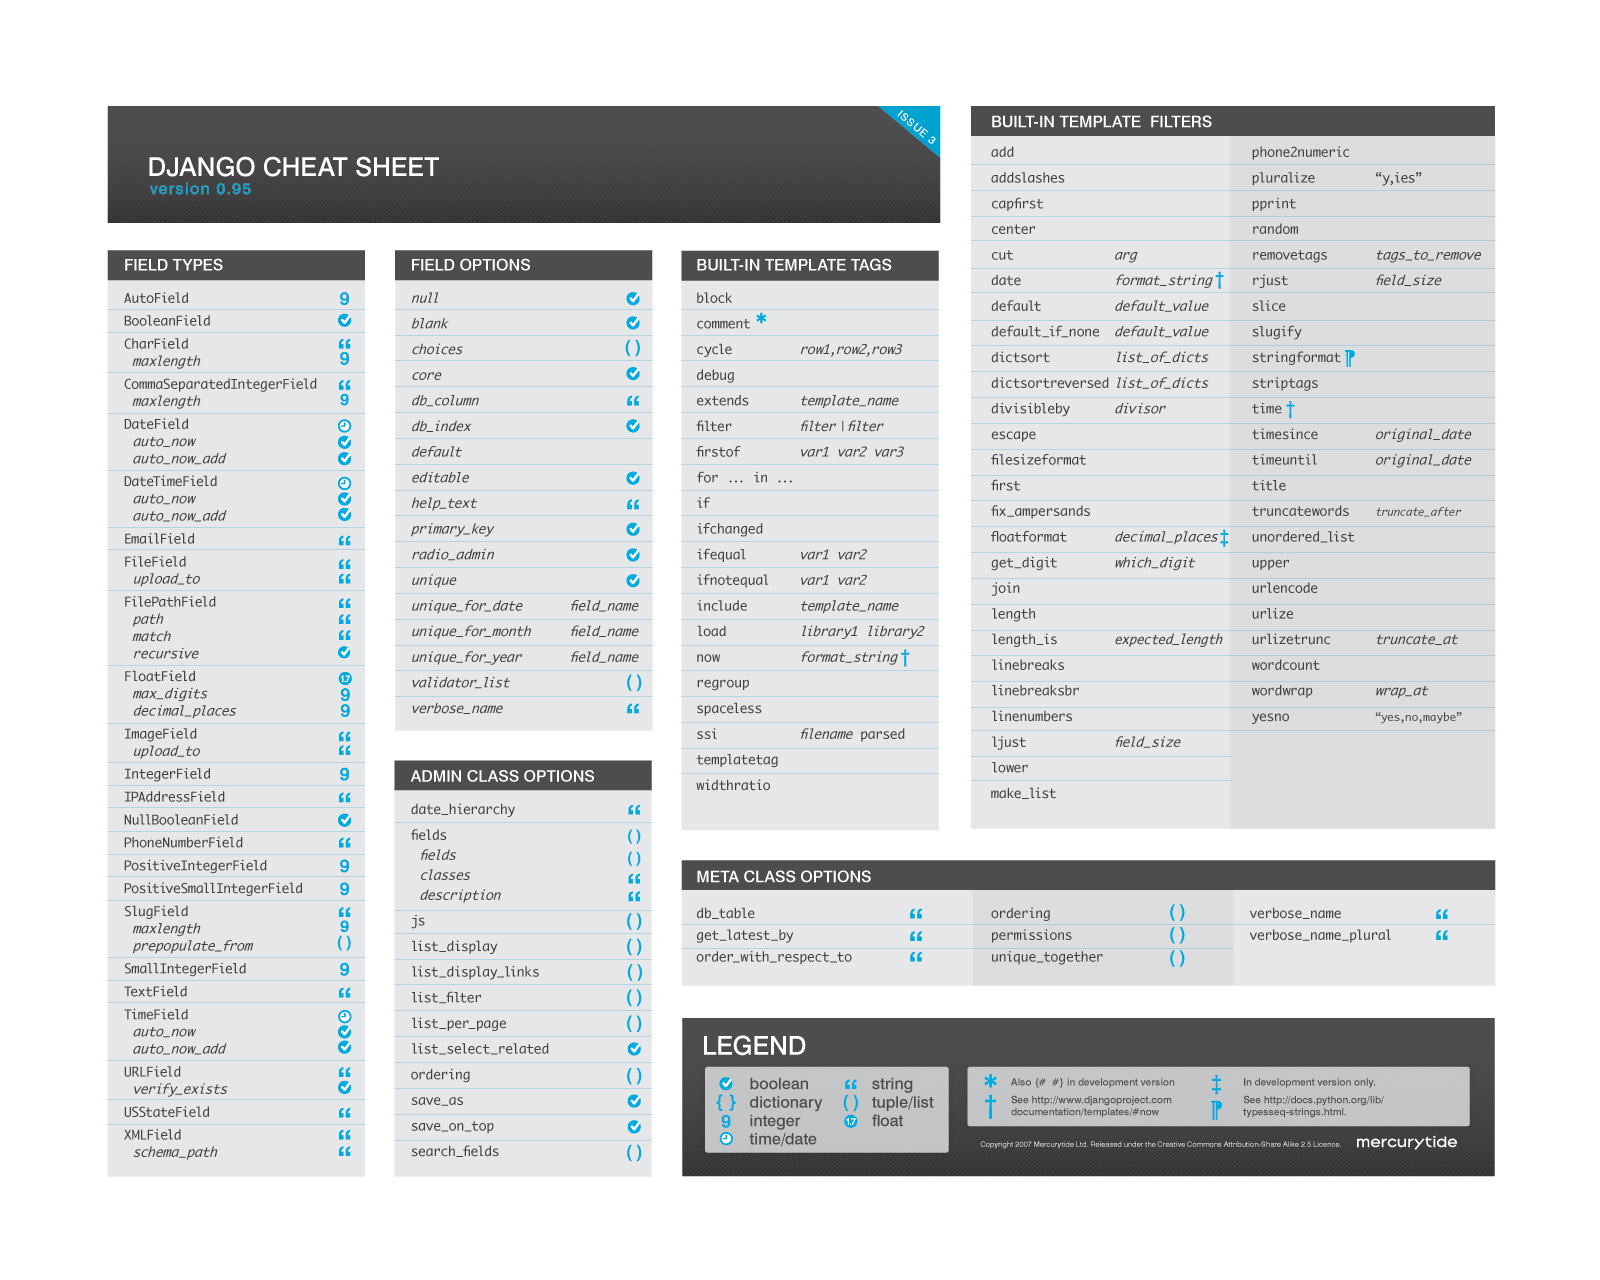 DJANGO CHEAT SHEET
version 0.95
ISSUE 3
FIELD TYPES
AutoField 9
BooleanField
CharField “
maxlength 9
CommaSeparatedIntegerField “
maxlength 9
DateField
auto_now
auto_now_add
DateTimeField
auto_now
auto_now_add
EmailField “
FileField “
upload_to “
FilePathField “
path “
match “
recursive
FloatField 17
max_digits 9
decimal_places 9
ImageField “
upload_to “
IntegerField 9
IPAddressField “
NullBooleanField
PhoneNumberField “
PositiveIntegerField 9
PositiveSmallIntegerField 9
SlugField “
maxlength 9
prepopulate_from ( )
SmallIntegerField 9
TextField “
TimeField
auto_now
auto_now_add
URLField “
verify_exists
USStateField “
XMLField “
schema_path “
FIELD OPTIONS
null
blank
choices ( )
core
db_column “
db_index
default
editable
help_text “
primary_key
radio_admin
unique
unique_for_date field_name
unique_for_month field_name
unique_for_year field_name
validator_list ( )
verbose_name “
ADMIN CLASS OPTIONS
date_hierarchy “
fields ( )
fields ( )
classes “
description “
js ( )
list_display ( )
list_display_links ( )
list_filter ( )
list_per_page ( )
list_select_related
ordering ( )
save_as
save_on_top
search_fields ( )
BUILT-IN TEMPLATE TAGS
block
comment *
cycle row1,row2,row3
debug
extends template_name
filter filter|filter
firstof var1 var2 var3
for ... in ...
if
ifchanged
ifequal var1 var2
ifnotequal var1 var2
include template_name
load library1 library2
now format_string †
regroup
spaceless
ssi filename parsed
templatetag
widthratio
BUILT-IN TEMPLATE FILTERS
add
addslashes
capfirst
center
cut arg
date format_string †
default default_value
default_if_none default_value
dictsort list_of_dicts
dictsortreversed list_of_dicts
divisibleby divisor
escape
filesizeformat
first
fix_ampersands
floatformat decimal_places ‡
get_digit which_digit
join
length
length_is expected_length
linebreaks
linebreaksbr
linenumbers
ljust field_size
lower
make_list
phone2numeric
pluralize “y,ies”
pprint
random
removetags tags_to_remove
rjust field_size
slice
slugify
stringformat ¶
striptags
time †
timesince original_date
timeuntil original_date
title
truncatewords truncate_after
unordered_list
upper
urlencode
urlize
urlizetrunc truncate_at
wordcount
wordwrap wrap_at
yesno “yes,no,maybe”
META CLASS OPTIONS
db_table “
get_latest_by “
order_with_respect_to “
ordering ( )
permissions ( )
unique_together ( )
verbose_name “
verbose_name_plural “
LEGEND
boolean
{ } dictionary
9 integer
time/date
“ string
( ) tuple/list
17 float
* Also {# #} in development version
† See http://www.djangoproject.com
documentation/templates/#now
‡ In development version only.
¶ See http://docs.python.org/lib/
typesseq-strings.html.
Copyright 2007 Mercurytide Ltd. Released under the Creative Commons Attribution-Share Alike 2.5 Licence.
mercurytide